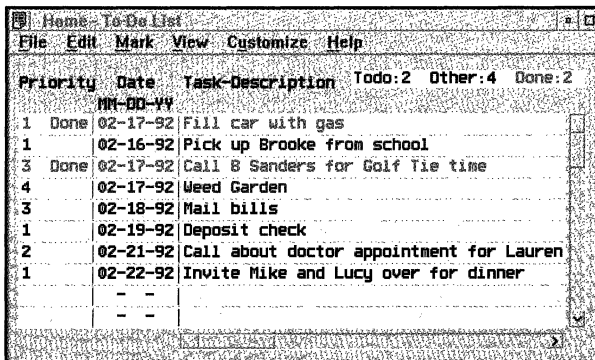 Home - To-Do List
File Edit Mark View Customize Help
Priority Date Task-Description Todo:2 Other:4 Done:2
MM-DD-YY
1 Done 02-17-92 Fill car with gas
1 02-16-92 Pick up Brooke from school
3 Done 02-17-92 Call B Sanders for Golf Tie time
4 02-17-92 Weed Garden
3 02-18-92 Mail bills
1 02-19-92 Deposit check
2 02-21-92 Call about doctor appointment for Lauren
1 02-22-92 Invite Mike and Lucy over for dinner
- -
- -